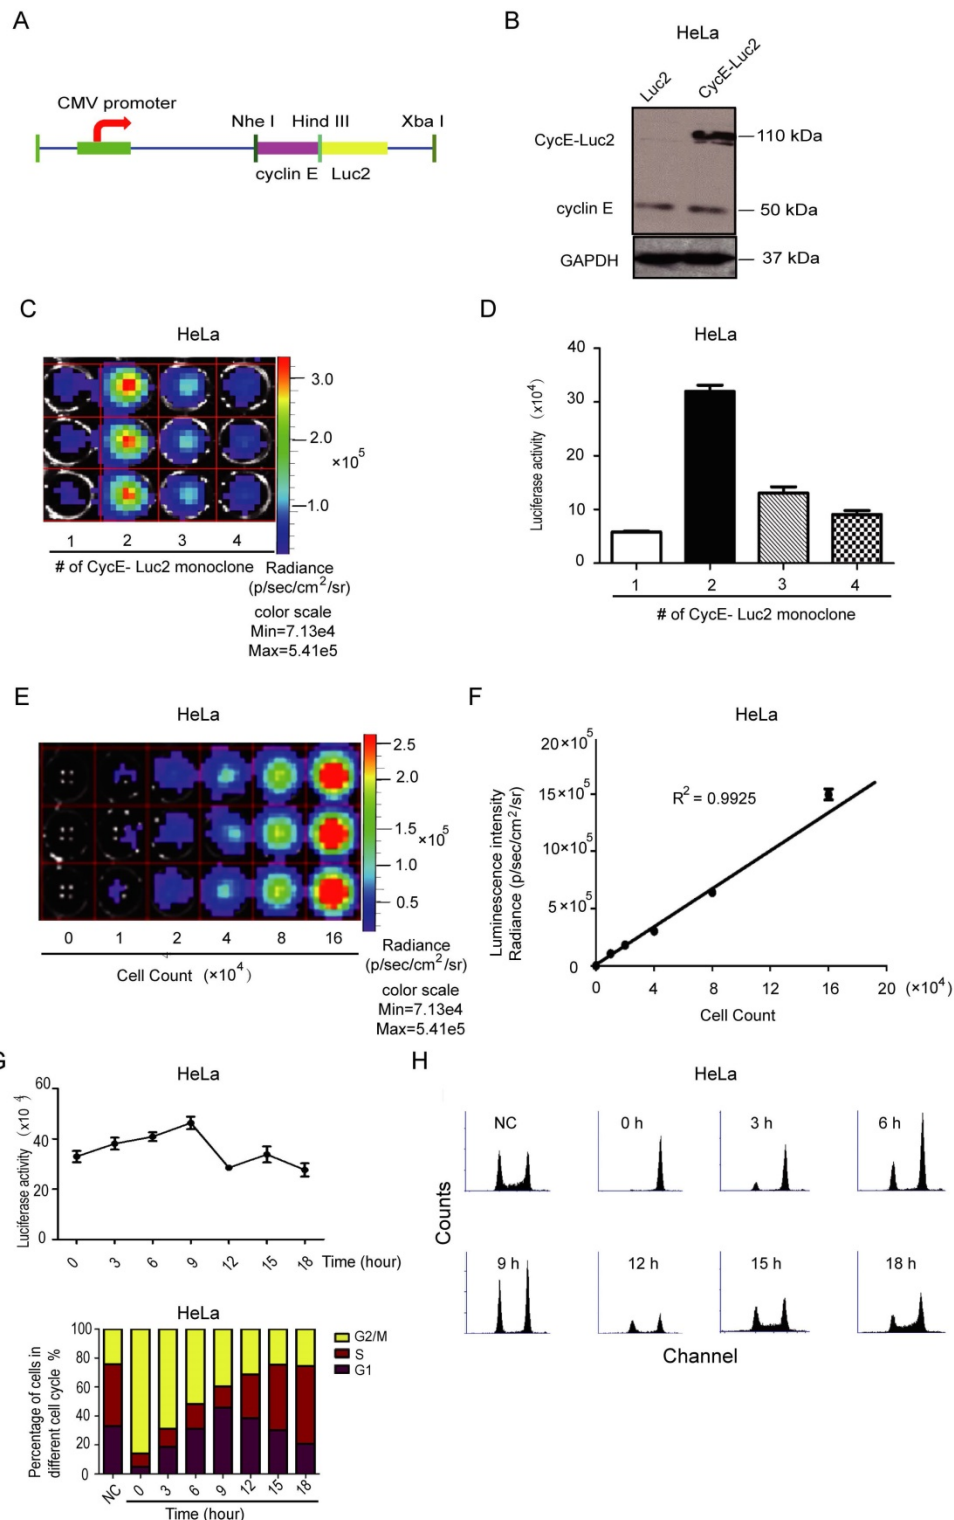 A
CMV promoter
Nhe I Hind III Xba I
cyclin E Luc2
B
HeLa
Luc2 CycE-Luc2
CycE-Luc2 110 kDa
cyclin E 50 kDa
GAPDH 37 kDa
C
HeLa
3.0
2.0
×10^5
1.0
1 2 3 4
# of CycE- Luc2 monoclone
Radiance
(p/sec/cm^2/sr)
color scale
Min=7.13e4
Max=5.41e5
D
HeLa
Luciferase activity (x10^4)
40
30
20
10
0
1 2 3 4
# of CycE- Luc2 monoclone
E
HeLa
2.5
2.0
1.5
×10^5
1.0
0.5
0 1 2 4 8 16
Cell Count (×10^4)
Radiance
(p/sec/cm^2/sr)
color scale
Min=7.13e4
Max=5.41e5
F
HeLa
Luminescence intensity
Radiance (p/sec/cm^2/sr)
20×10^5
15×10^5
10×10^5
5×10^5
0
R^2 = 0.9925
0 4 8 12 16 20 (×10^4)
Cell Count
G
HeLa
Luciferase activity (x10^4)
60
40
20
0
0 3 6 9 12 15 18 Time (hour)
HeLa
Percentage of cells in
different cell cycle %
100
80
60
40
20
0
G2/M
S
G1
NC 0 3 6 9 12 15 18
Time (hour)
H
HeLa
Counts
NC 0 h 3 h 6 h
9 h 12 h 15 h 18 h
Channel